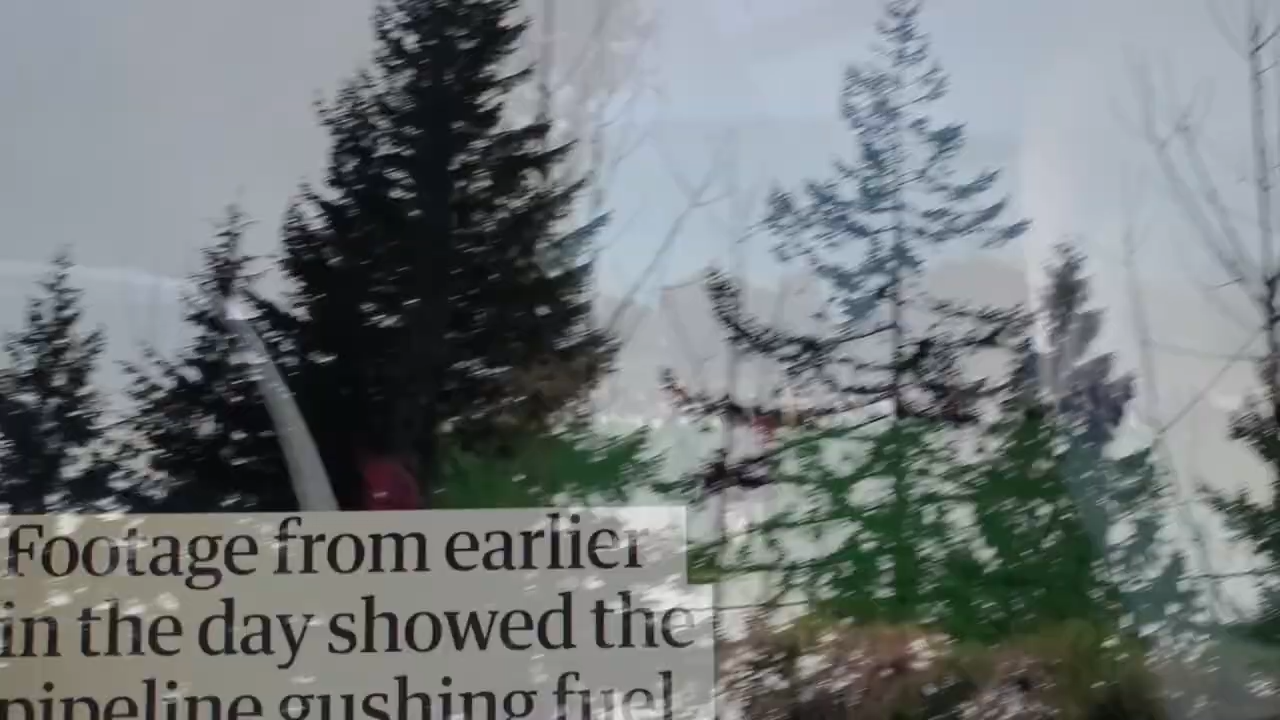 Footage from earlier
in the day showed the
pipeline gushing fuel